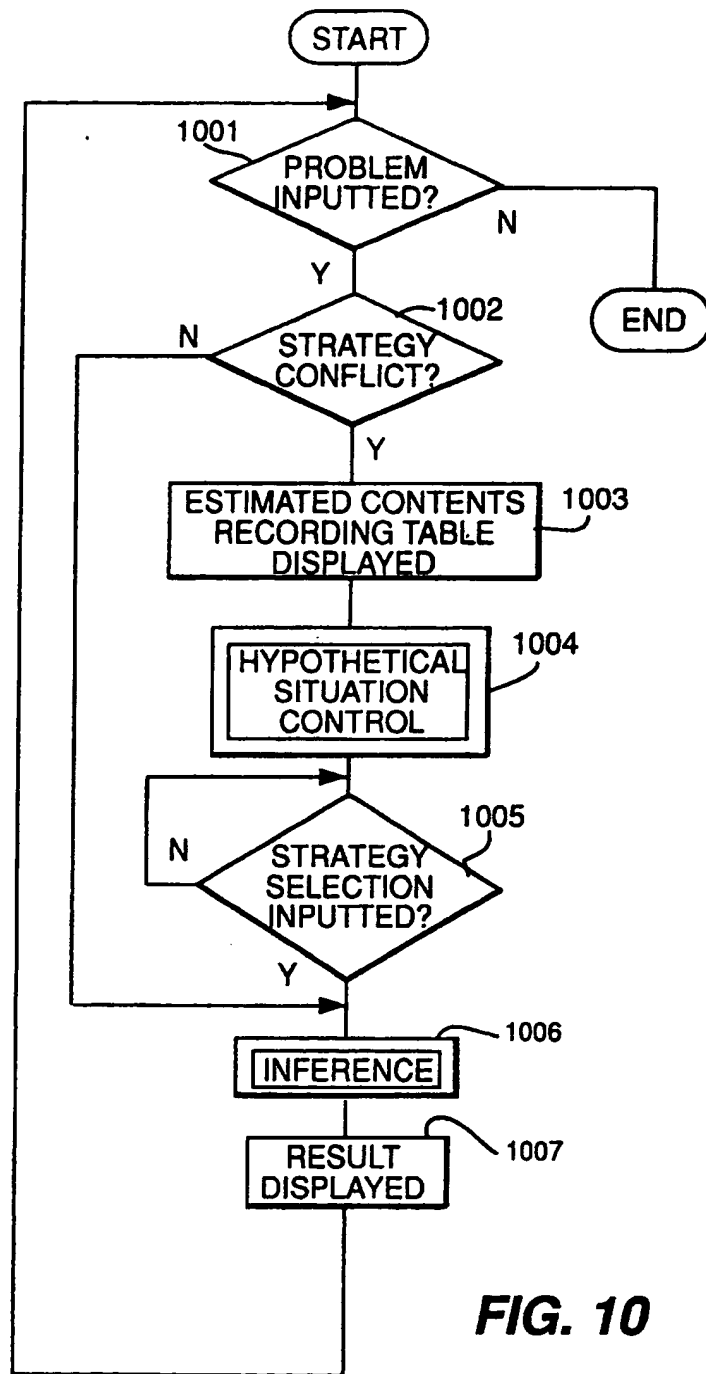 START
1001
PROBLEM
INPUTTED?
N
Y
1002
END
N
STRATEGY
CONFLICT?
Y
ESTIMATED CONTENTS
RECORDING TABLE
DISPLAYED
1003
1004
HYPOTHETICAL
SITUATION
CONTROL
1005
N
STRATEGY
SELECTION
INPUTTED?
Y
1006
INFERENCE
1007
RESULT
DISPLAYED
FIG. 10